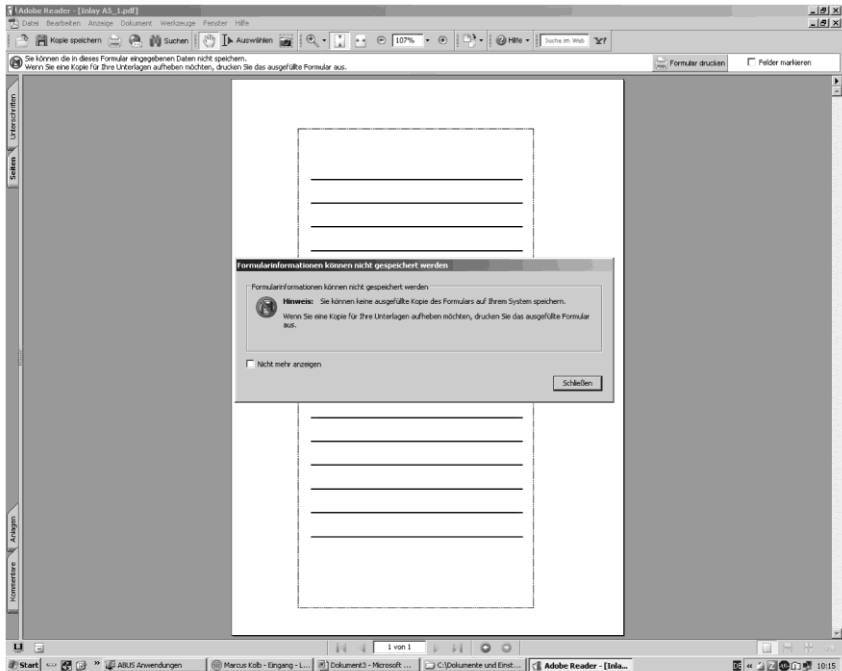 Adobe Reader - [Inlay A5_1.pdf]
Datei Bearbeiten Anzeige Dokument Werkzeuge Fenster Hilfe
Kopie speichern Suchen Auswählen 107% Hilfe Suche im Web
Sie können die in dieses Formular eingegebenen Daten nicht speichern.
Wenn Sie eine Kopie für Ihre Unterlagen aufheben möchten, drucken Sie das ausgefüllte Formular aus.
Formular drucken Felder markieren
Unterschriften
Seiten
Formularinformationen können nicht gespeichert werden
Formularinformationen können nicht gespeichert werden
Hinweis: Sie können keine ausgefüllte Kopie des Formulars auf Ihrem System speichern.
Wenn Sie eine Kopie für Ihre Unterlagen aufheben möchten, drucken Sie das ausgefüllte Formular
aus.
Nicht mehr anzeigen
Schließen
Anlagen
Kommentare
1 von 1
Start » ABUS Anwendungen Marcus Kolb - Eingang - L... Dokument3 - Microsoft ... C:\Dokumente und Einst... Adobe Reader - [Inla... DE « 10:15